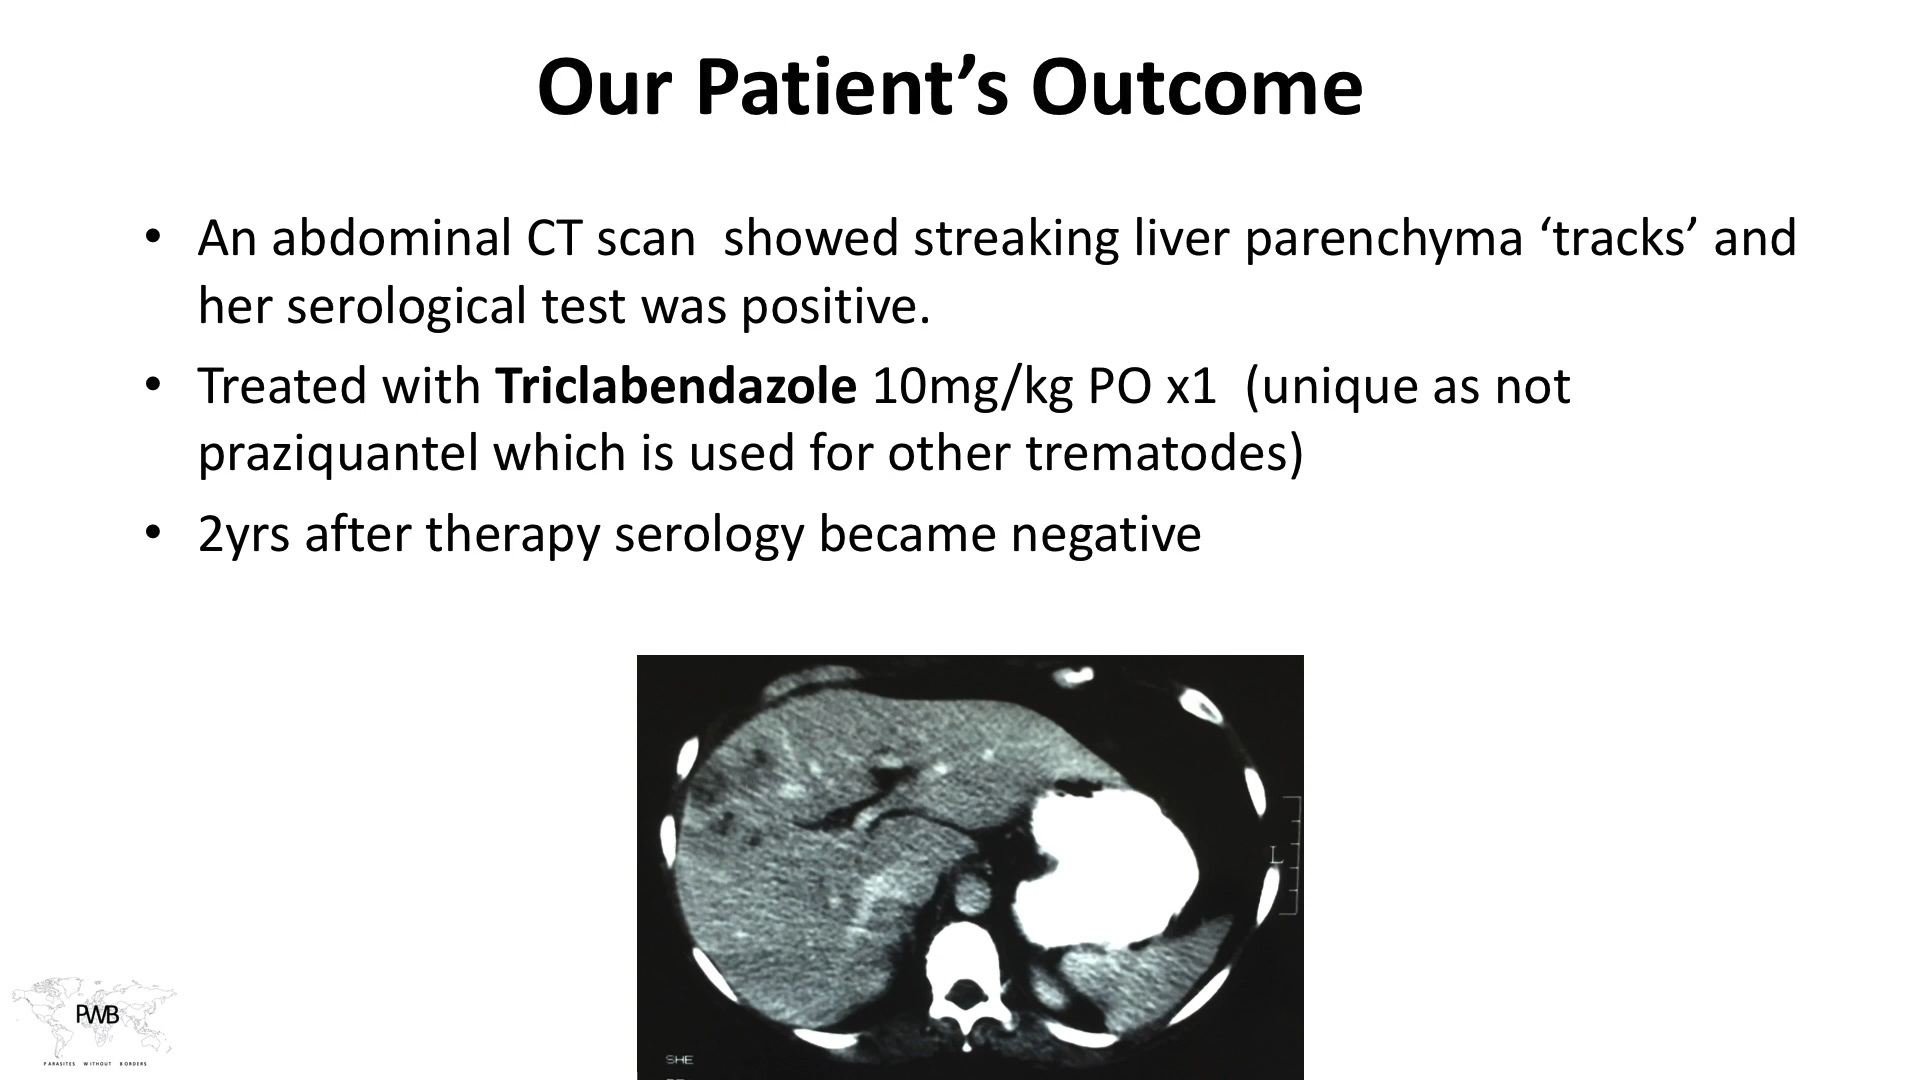 Our Patient’s Outcome
• An abdominal CT scan  showed streaking liver parenchyma ‘tracks’ and
her serological test was positive.
• Treated with Triclabendazole 10mg/kg PO x1  (unique as not
praziquantel which is used for other trematodes)
• 2yrs after therapy serology became negative
L
SHE
PWB
PARASITES WITHOUT BORDERS